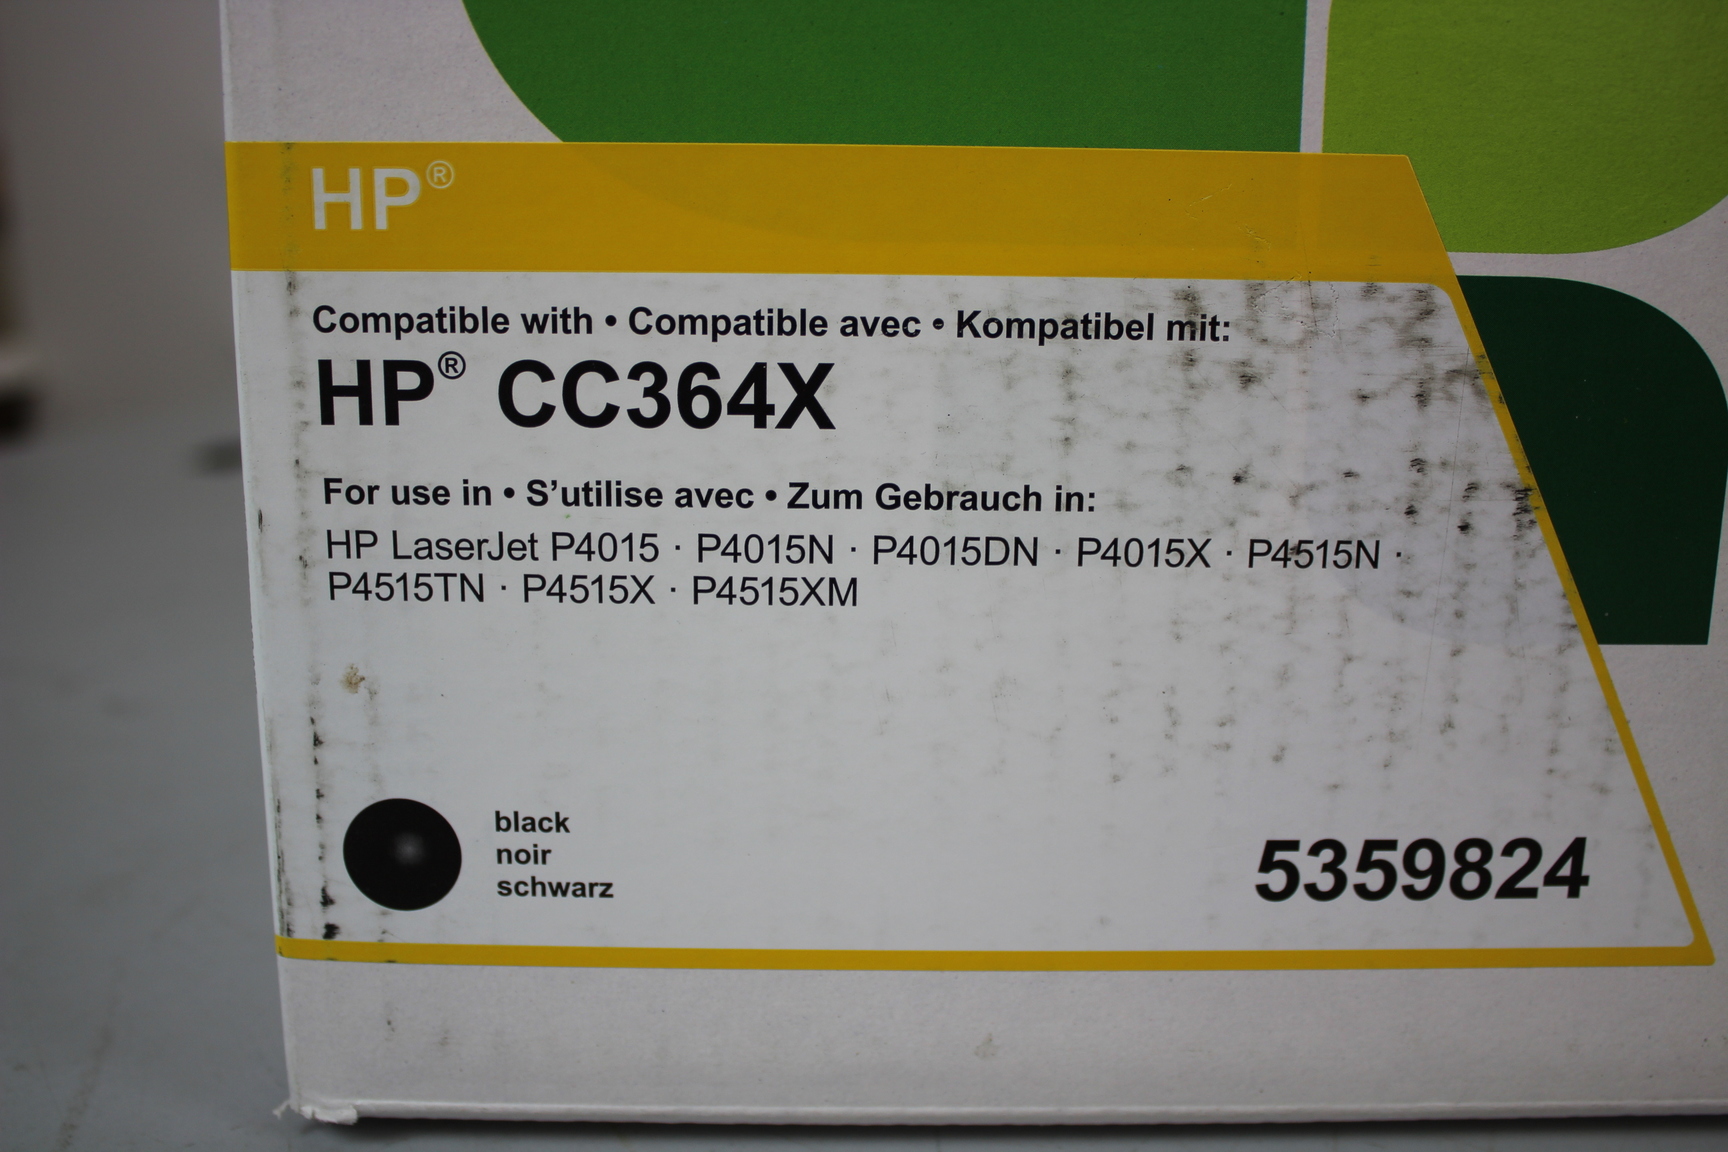 HP®
Compatible with • Compatible avec • Kompatibel mit:
HP® CC364X
For use in • S’utilise avec • Zum Gebrauch in:
HP LaserJet P4015 · P4015N · P4015DN · P4015X · P4515N ·
P4515TN · P4515X · P4515XM
black
noir
schwarz
5359824